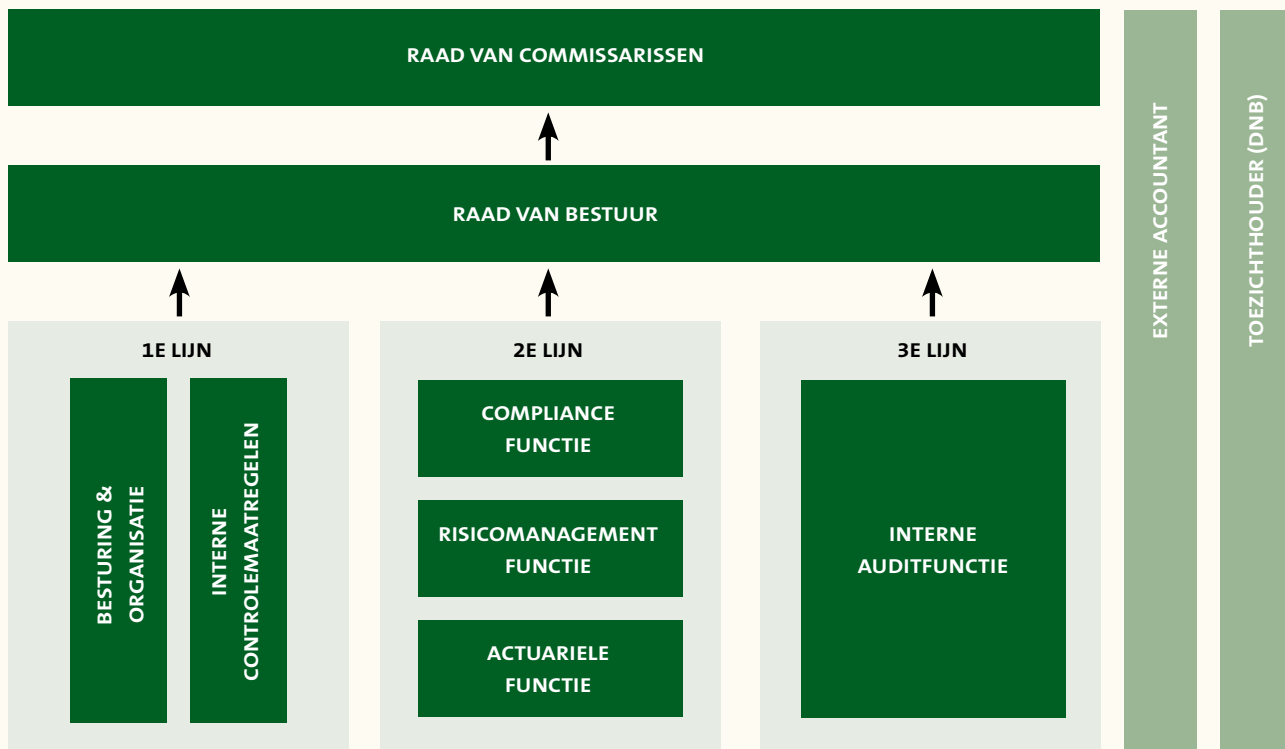 RAAD VAN COMMISSARISSEN
RAAD VAN BESTUUR
1E LIJN
BESTURING &
ORGANISATIE
INTERNE
CONTROLEMAATREGELEN
2E LIJN
COMPLIANCE
FUNCTIE
RISICOMANAGEMENT
FUNCTIE
ACTUARIELE
FUNCTIE
3E LIJN
INTERNE
AUDITFUNCTIE
EXTERNE ACCOUNTANT
TOEZICHTHOUDER (DNB)